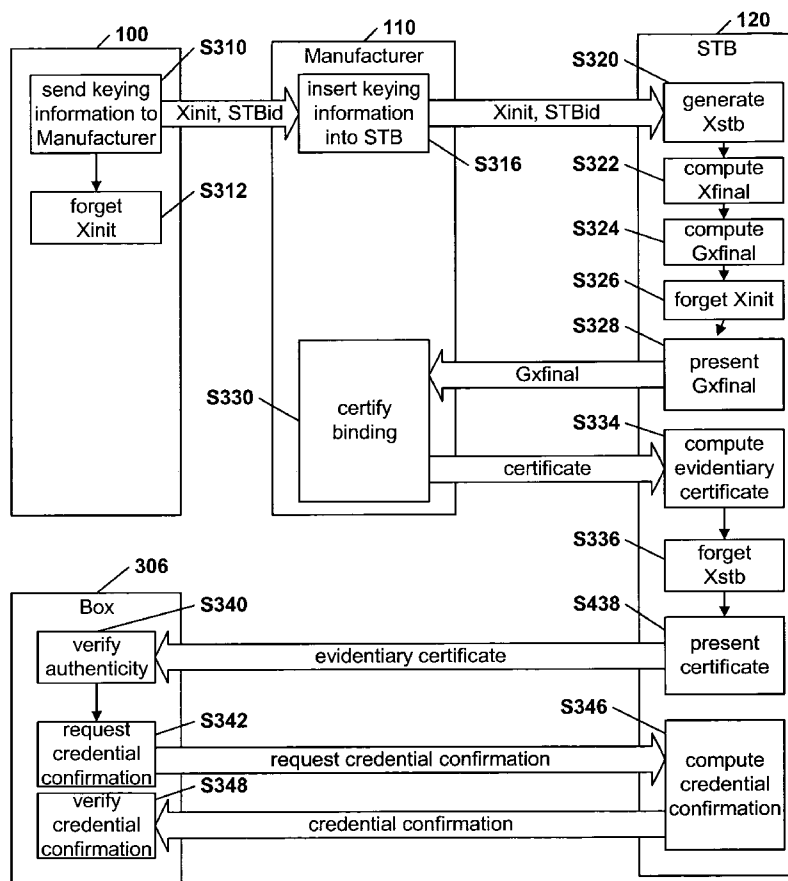 100
S310
send keying
information to
Manufacturer
S312
forget
Xinit
Xinit, STBid
110
Manufacturer
insert keying
information
into STB
S316
Xinit, STBid
120
STB
S320
generate
Xstb
S322
compute
Xfinal
S324
compute
Gxfinal
S326
forget Xinit
S328
present
Gxfinal
Gxfinal
S330
certify
binding
certificate
S334
compute
evidentiary
certificate
S336
forget
Xstb
S438
present
certificate
306
Box
S340
verify
authenticity
evidentiary certificate
S342
request
credential
confirmation
request credential confirmation
S346
compute
credential
confirmation
S348
verify
credential
confirmation
credential confirmation